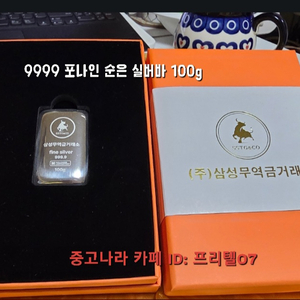 9999 포나인 순은 실버바 100g
삼성무역금거래소
fine silver
999.9
100g
(주)삼성무역금거래
중고나라 카페 ID: 프리텔07